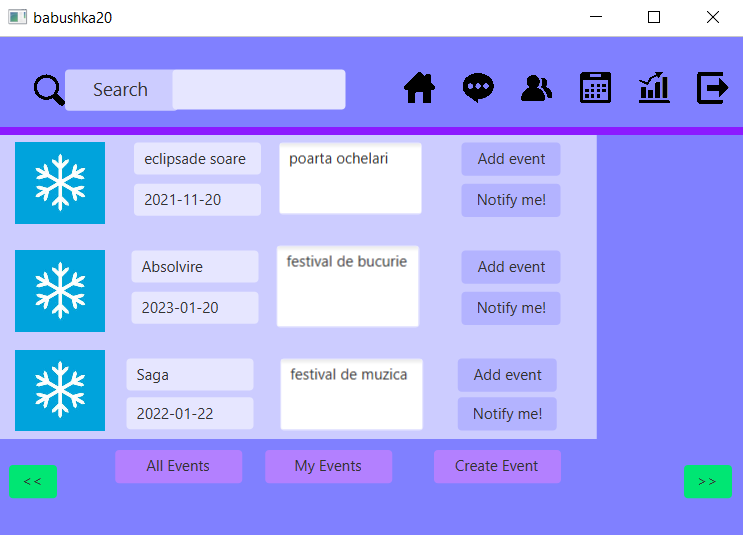 babushka20
Search
eclipsade soare
poarta ochelari
Add event
2021-11-20
Notify me!
Absolvire
festival de bucurie
Add event
2023-01-20
Notify me!
Saga
festival de muzica
Add event
2022-01-22
Notify me!
All Events
My Events
Create Event
<<
>>